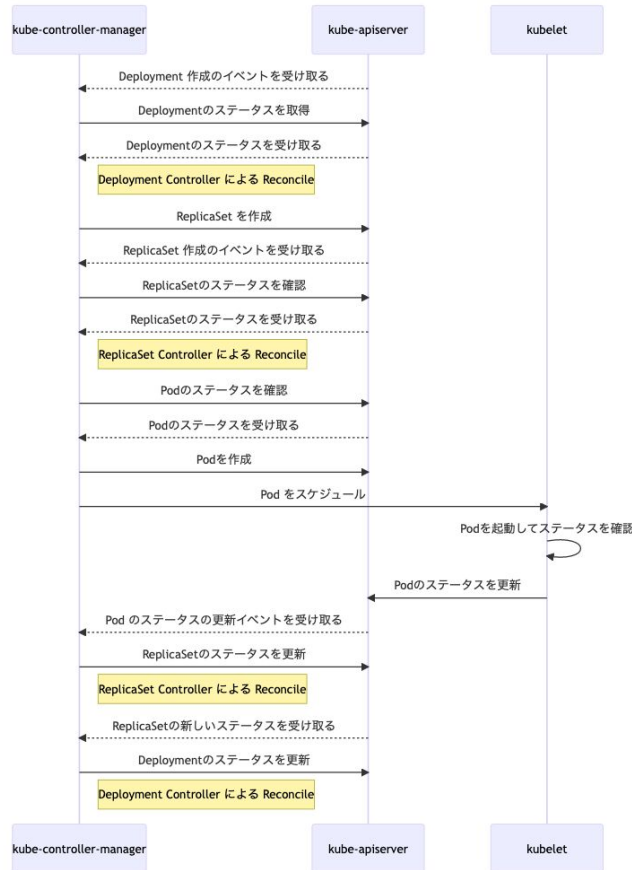 kube-controller-manager
kube-apiserver
kubelet
Deployment 作成のイベントを受け取る
Deploymentのステータスを取得
Deploymentのステータスを受け取る
Deployment Controller による Reconcile
ReplicaSet を作成
ReplicaSet 作成のイベントを受け取る
ReplicaSetのステータスを確認
ReplicaSetのステータスを受け取る
ReplicaSet Controller による Reconcile
Podのステータスを確認
Podのステータスを受け取る
Podを作成
Pod をスケジュール
Podを起動してステータスを確認
Podのステータスを更新
Pod のステータスの更新イベントを受け取る
ReplicaSetのステータスを更新
ReplicaSet Controller による Reconcile
ReplicaSetの新しいステータスを受け取る
Deploymentのステータスを更新
Deployment Controller による Reconcile
kube-controller-manager
kube-apiserver
kubelet